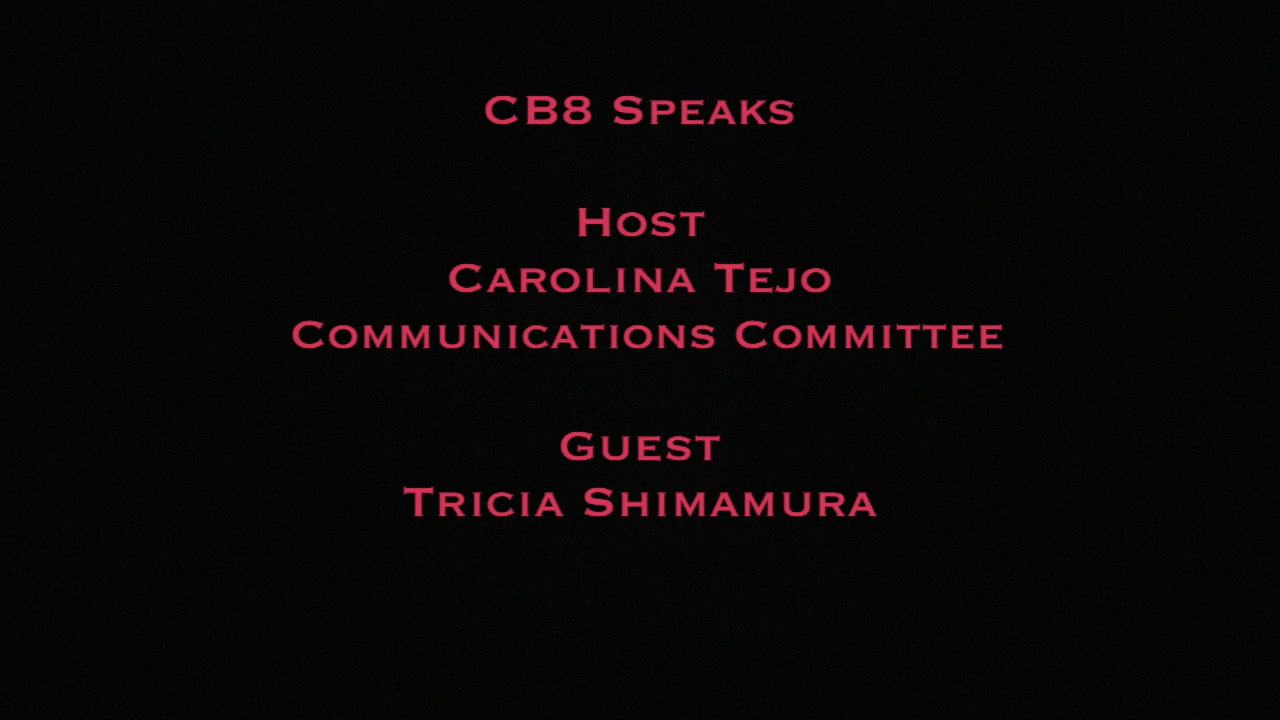 CB8 Speaks
Host
Carolina Tejo
Communications Committee
Guest
Tricia Shimamura